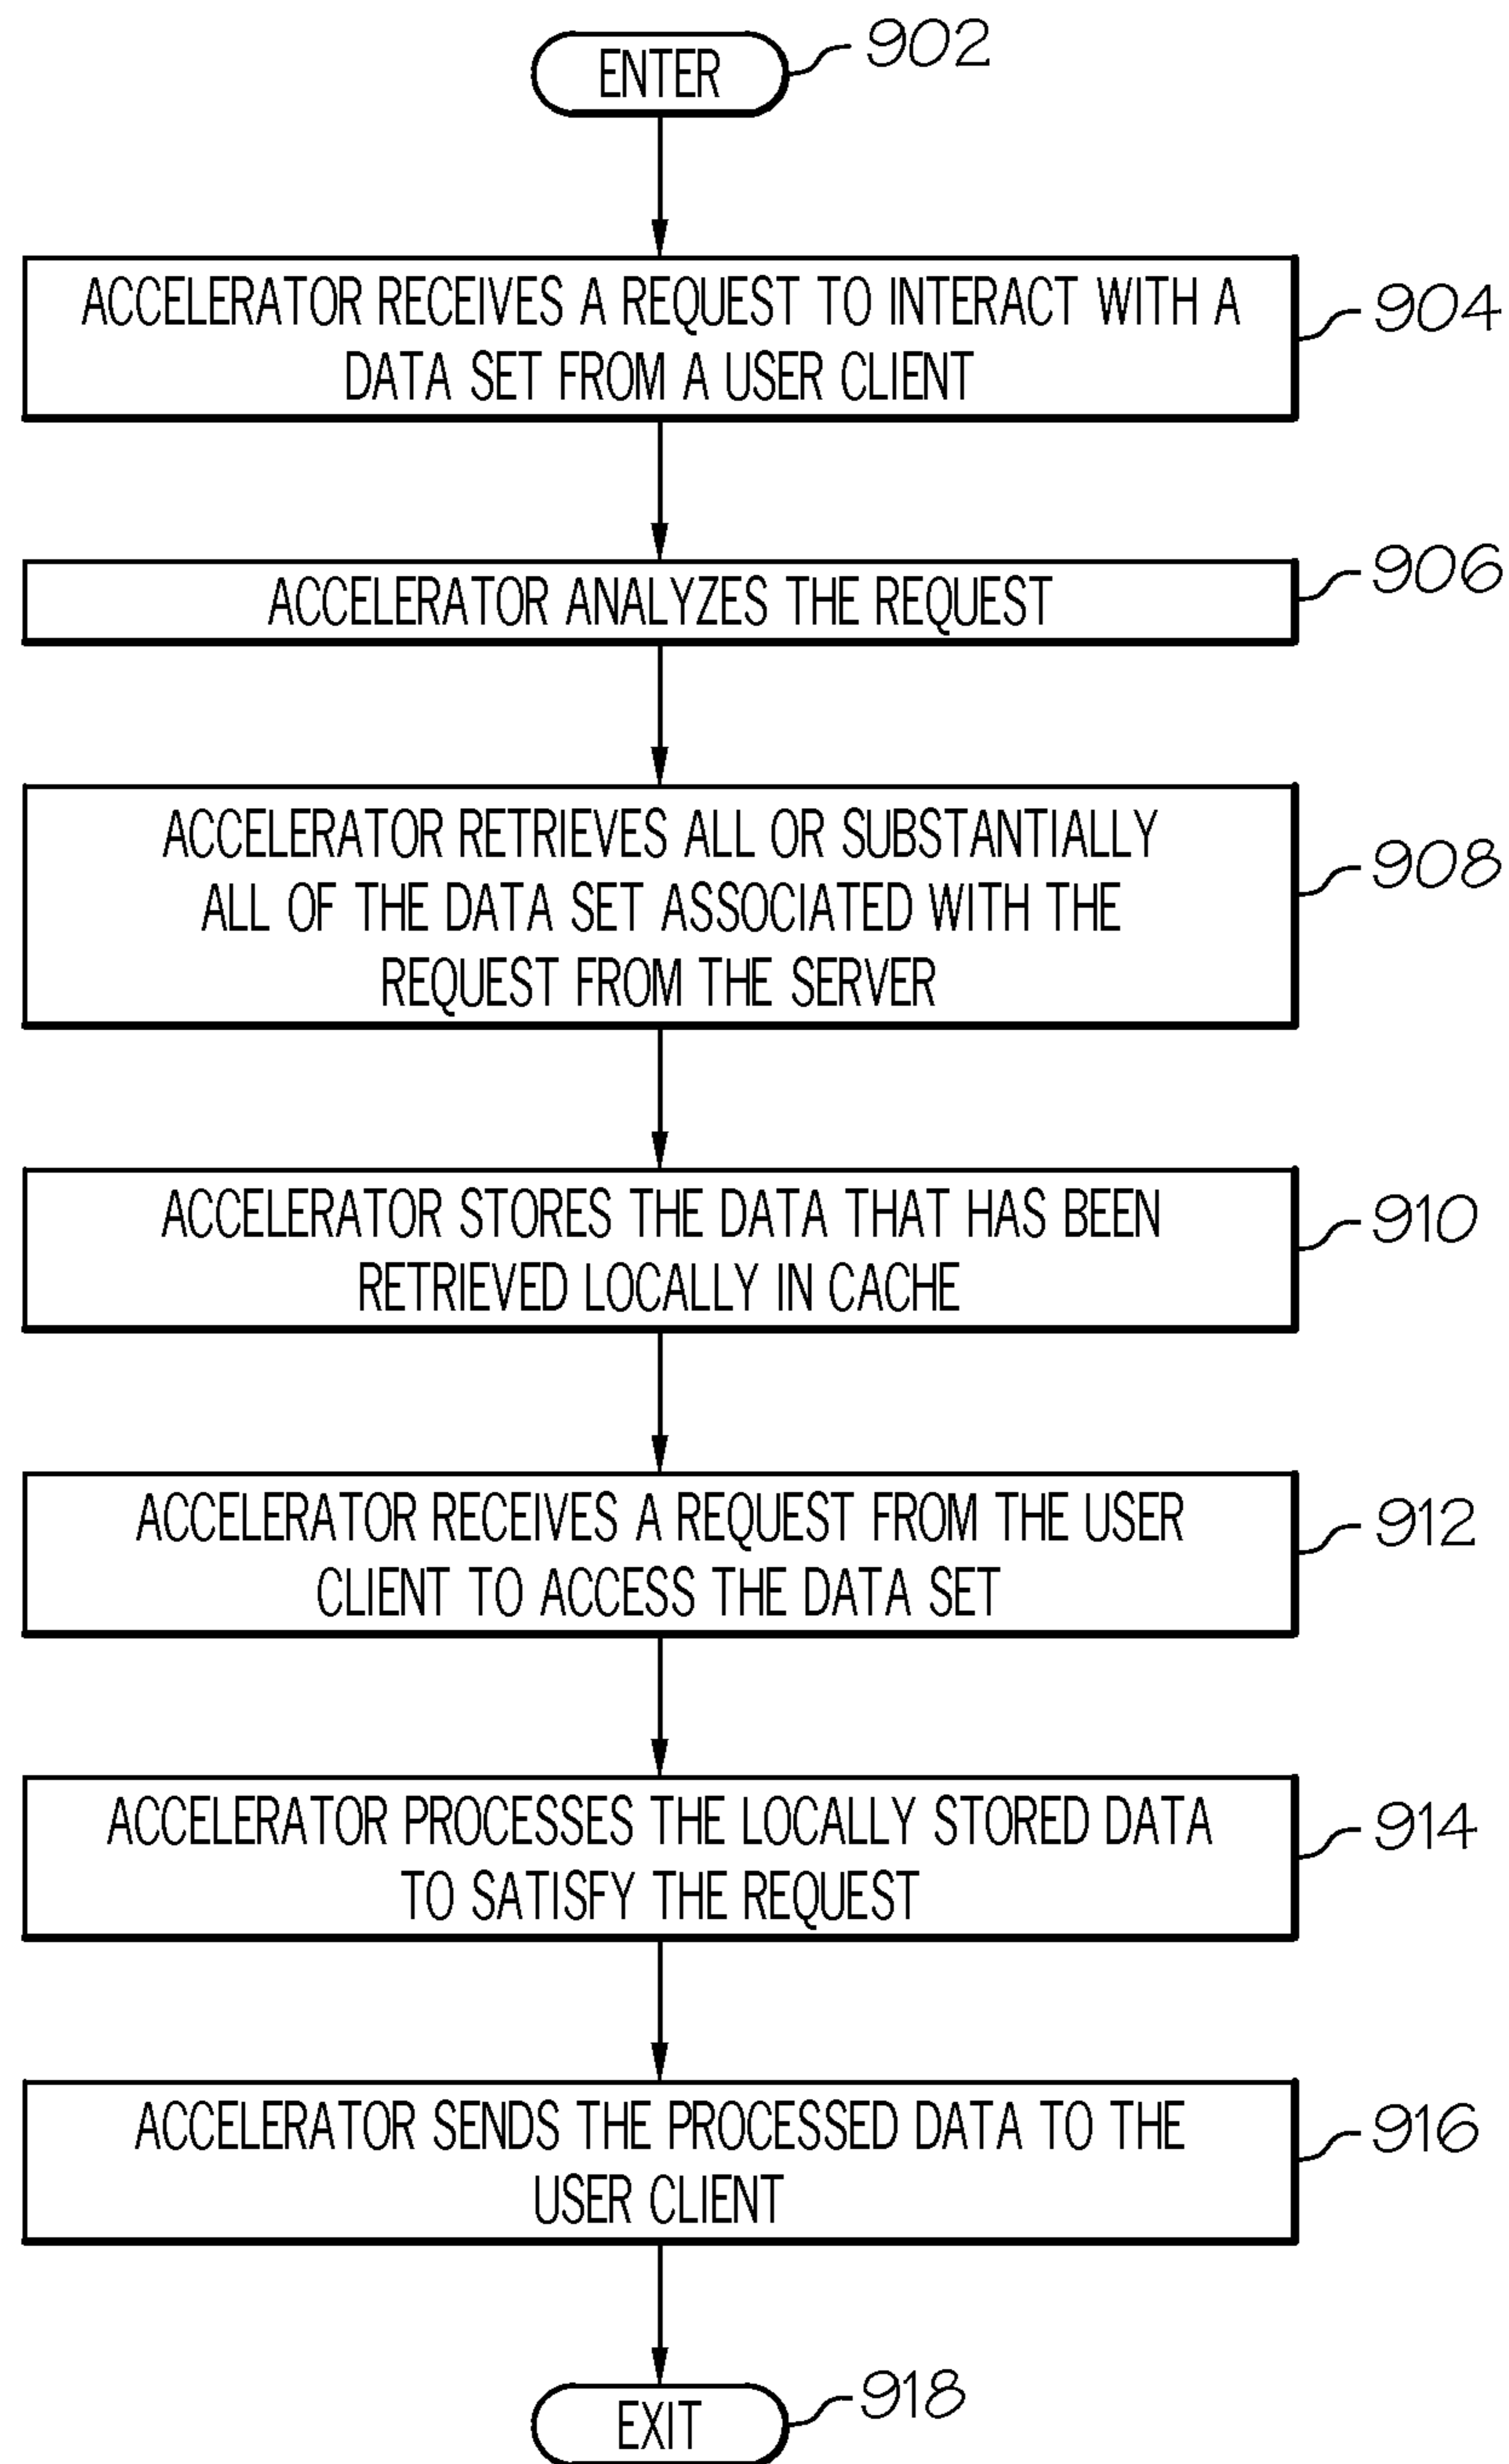 ENTER
902
ACCELERATOR RECEIVES A REQUEST TO INTERACT WITH A
DATA SET FROM A USER CLIENT
904
ACCELERATOR ANALYZES THE REQUEST
906
ACCELERATOR RETRIEVES ALL OR SUBSTANTIALLY
ALL OF THE DATA SET ASSOCIATED WITH THE
REQUEST FROM THE SERVER
908
ACCELERATOR STORES THE DATA THAT HAS BEEN
RETRIEVED LOCALLY IN CACHE
910
ACCELERATOR RECEIVES A REQUEST FROM THE USER
CLIENT TO ACCESS THE DATA SET
912
ACCELERATOR PROCESSES THE LOCALLY STORED DATA
TO SATISFY THE REQUEST
914
ACCELERATOR SENDS THE PROCESSED DATA TO THE
USER CLIENT
916
EXIT
918